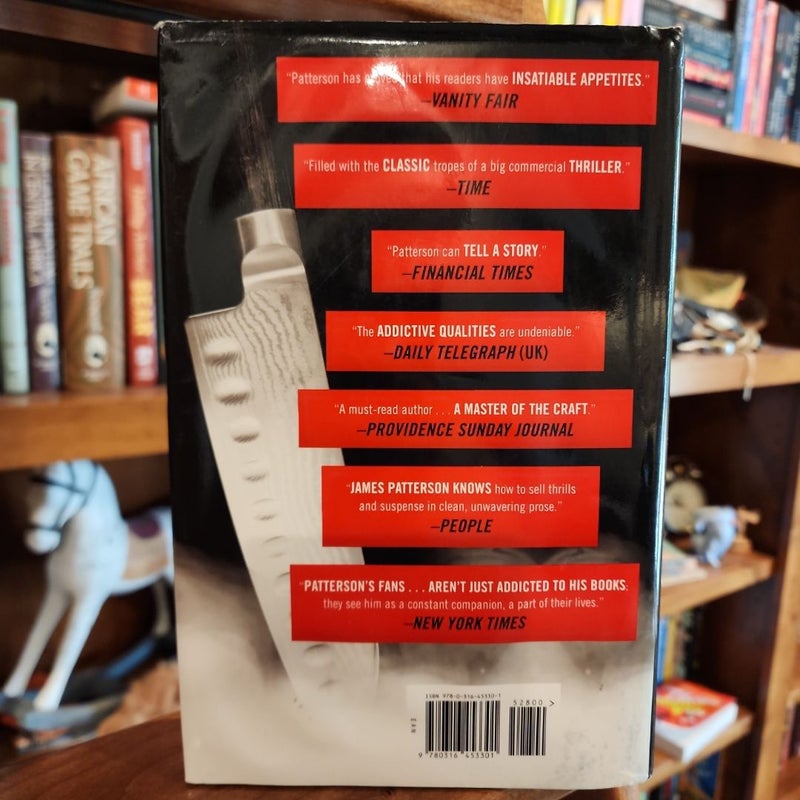 “Patterson has proved that his readers have INSATIABLE APPETITES.”
—VANITY FAIR
“Filled with the CLASSIC tropes of a big commercial THRILLER.”
—TIME
“Patterson can TELL A STORY.”
—FINANCIAL TIMES
“The ADDICTIVE QUALITIES are undeniable.”
—DAILY TELEGRAPH (UK)
“A must-read author . . . A MASTER OF THE CRAFT.”
—PROVIDENCE SUNDAY JOURNAL
“JAMES PATTERSON KNOWS how to sell thrills
and suspense in clean, unwavering prose.”
—PEOPLE
“PATTERSON’S FANS . . . AREN’T JUST ADDICTED TO HIS BOOKS;
they see him as a constant companion, a part of their lives.”
—NEW YORK TIMES
ISBN 978-0-316-45330-1
52800 >
EAN
9 780316 453301
AFRICAN
GAME TRAILS
BEAR